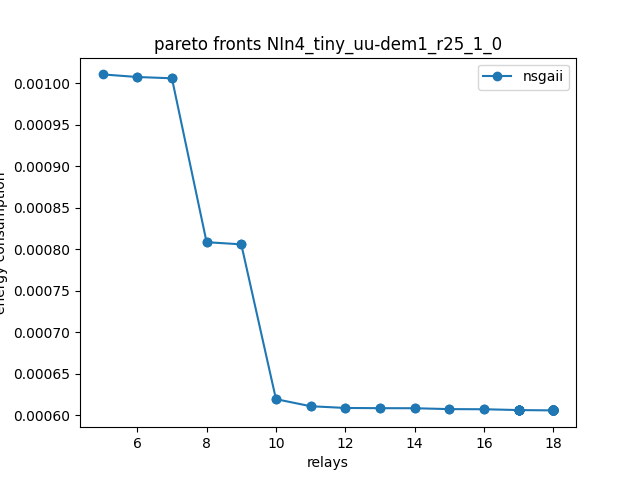 pareto fronts NIn4_tiny_uu-dem1_r25_1_0
nsgaii
0.00100
0.00095
0.00090
0.00085
0.00080
0.00075
0.00070
0.00065
0.00060
energy consumption
6 8 10 12 14 16 18
relays